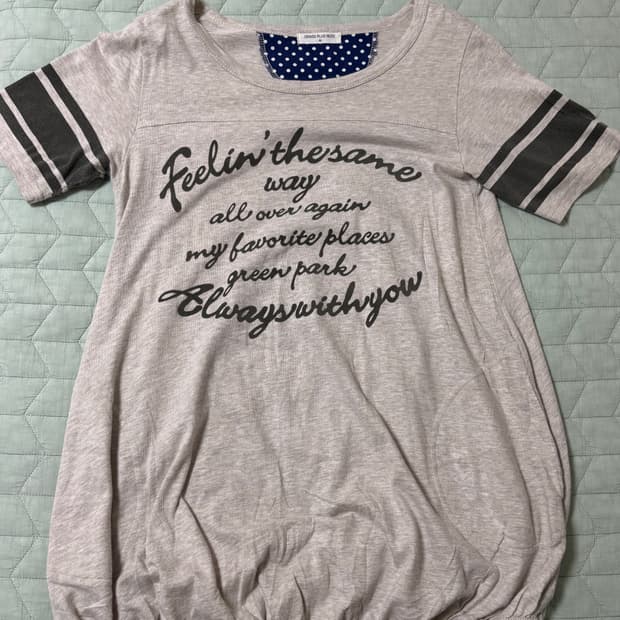 Feelin' the same
way
all over again
my favorite places
green park
Always with you